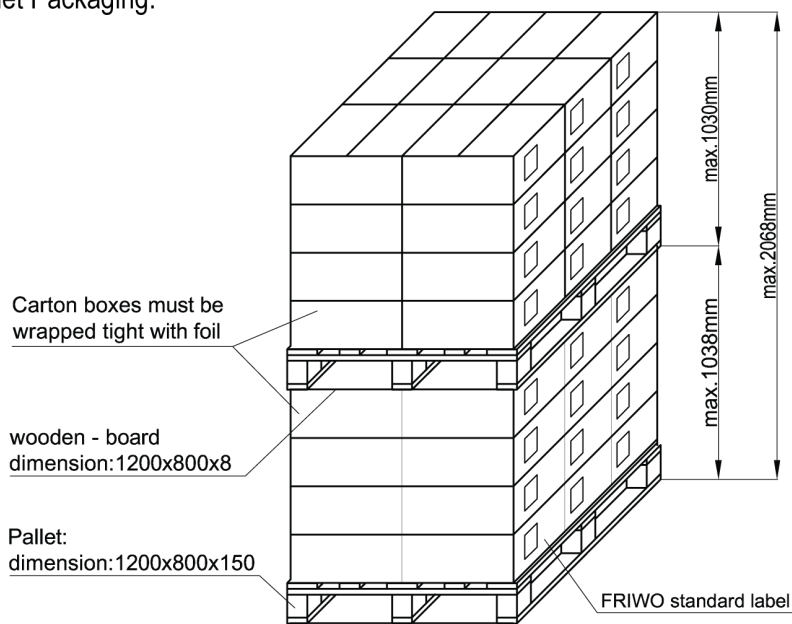 Packaging:
max.1030mm
max.2068mm
max.1038mm
Carton boxes must be
wrapped tight with foil
wooden - board
dimension:1200x800x8
Pallet:
dimension:1200x800x150
FRIWO standard label